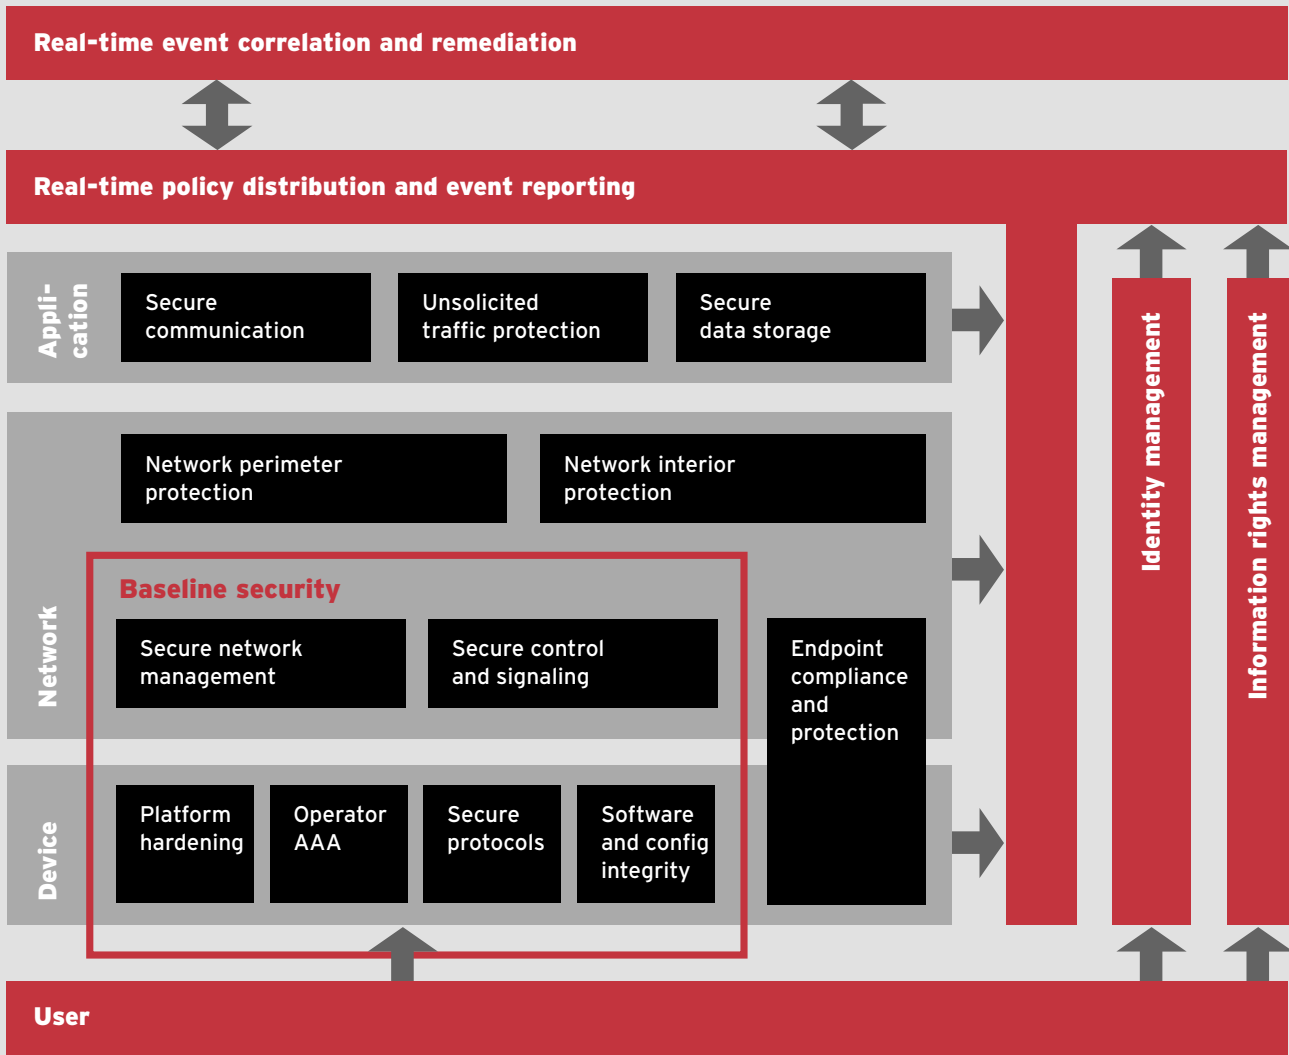 Real-time event correlation and remediation
Real-time policy distribution and event reporting
Appli-
cation
Secure
communication
Unsolicited
traffic protection
Secure
data storage
Network
Network perimeter
protection
Network interior
protection
Baseline security
Secure network
management
Secure control
and signaling
Endpoint
compliance
and
protection
Device
Platform
hardening
Operator
AAA
Secure
protocols
Software
and config
integrity
Identity management
Information rights management
User